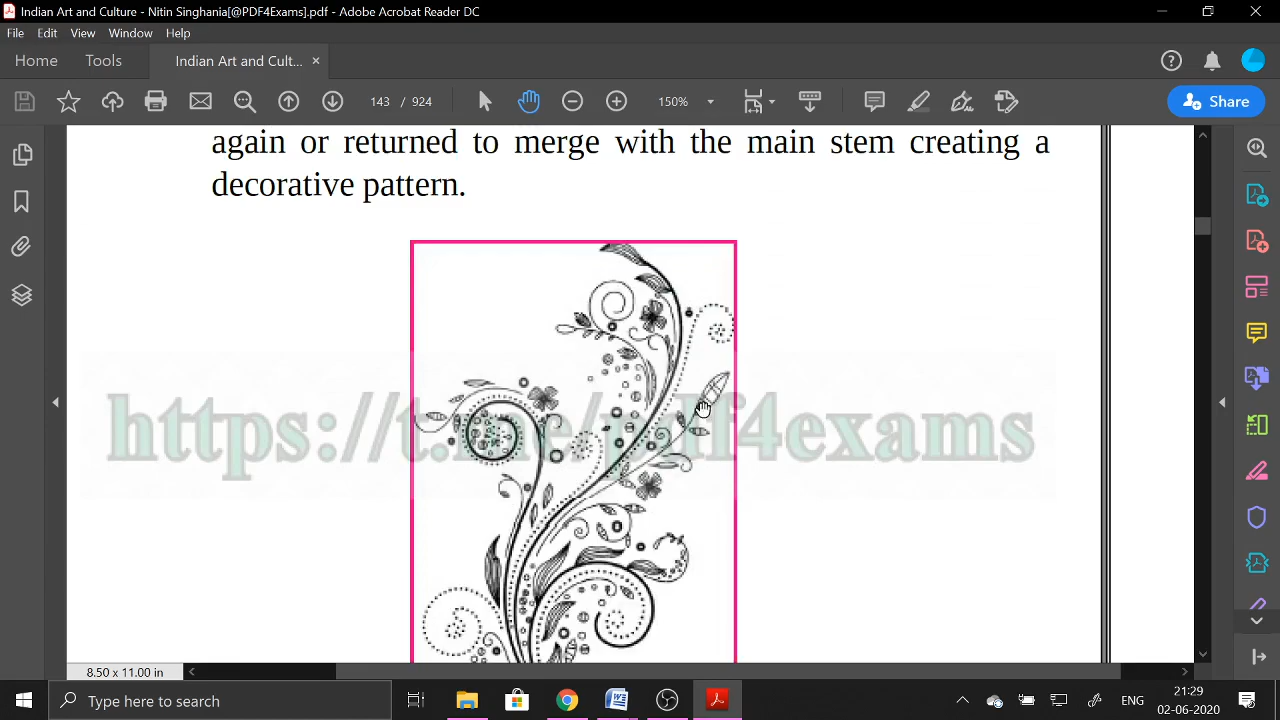 Indian Art and Culture - Nitin Singhania[@PDF4Exams].pdf - Adobe Acrobat Reader DC
File Edit View Window Help
Home Tools Indian Art and Cult... ×
143 / 924 150% Share
again or returned to merge with the main stem creating a
decorative pattern.
https://t.me/pdf4exams
8.50 x 11.00 in
Type here to search
ENG
21:29
02-06-2020